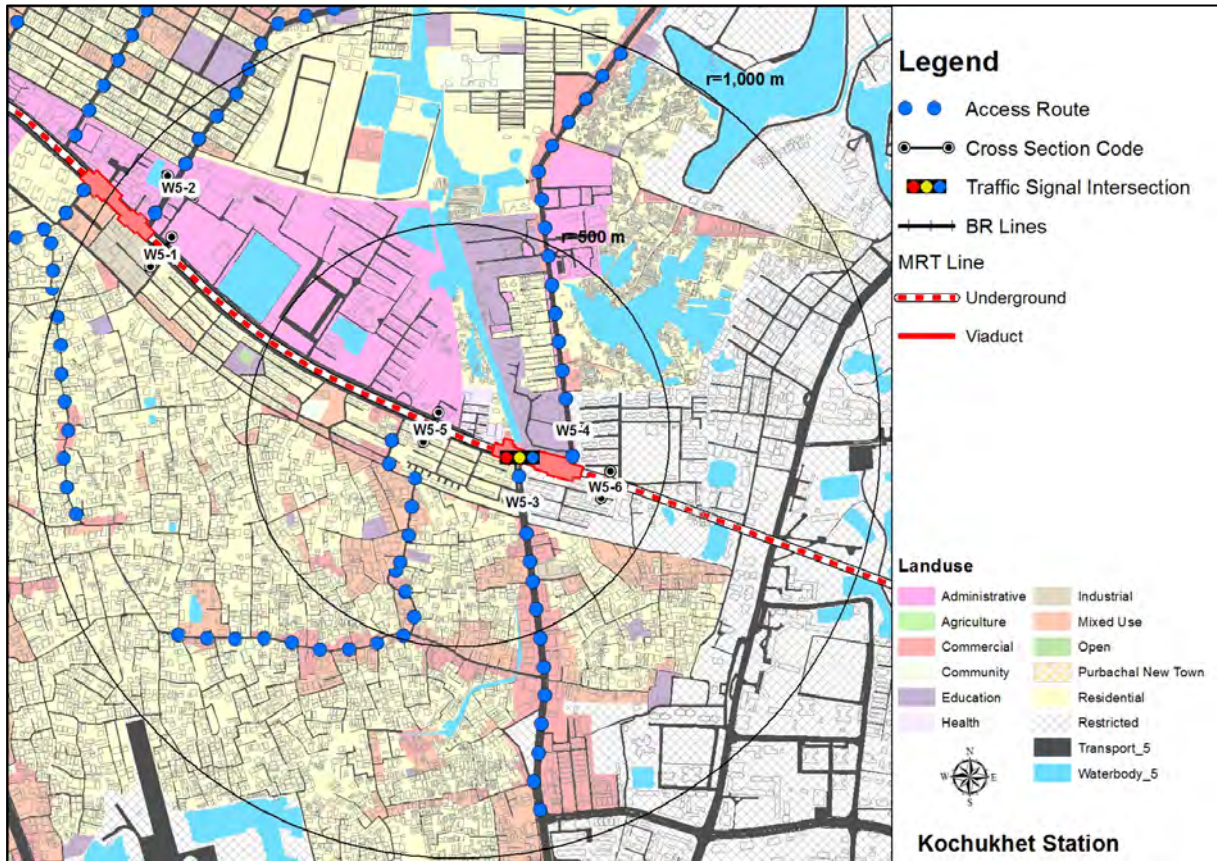 r=1,000 m
r=500 m
W5-2
W5-1
W5-5
W5-4
W5-3
W5-6
Legend
Access Route
Cross Section Code
Traffic Signal Intersection
BR Lines
MRT Line
Underground
Viaduct
Landuse
Administrative
Agriculture
Commercial
Community
Education
Health
Industrial
Mixed Use
Open
Purbachal New Town
Residential
Restricted
Transport_5
Waterbody_5
N
W E
S
Kochukhet Station